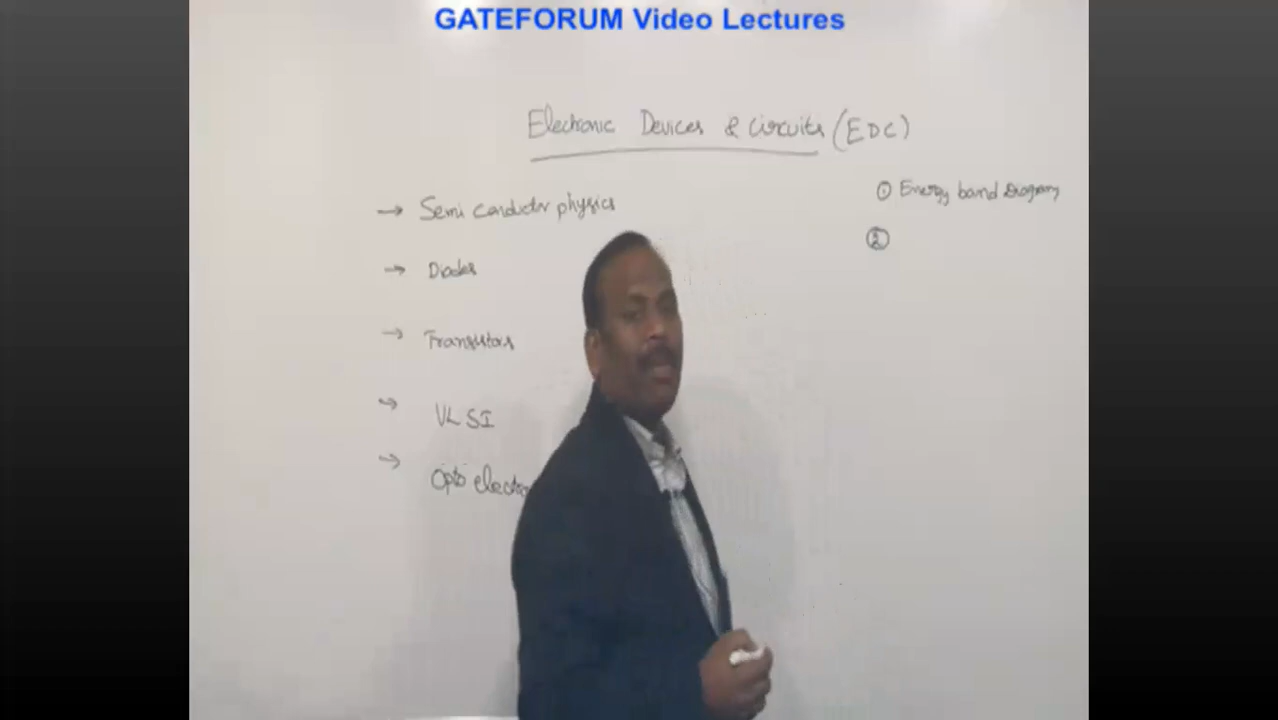 GATEFORUM Video Lectures
Electronic Devices & Circuits (EDC)
→ Semi conductor physics
→ Diodes
→ Transistors
→ VLSI
→ Opto electro
① Energy band Diagram
②